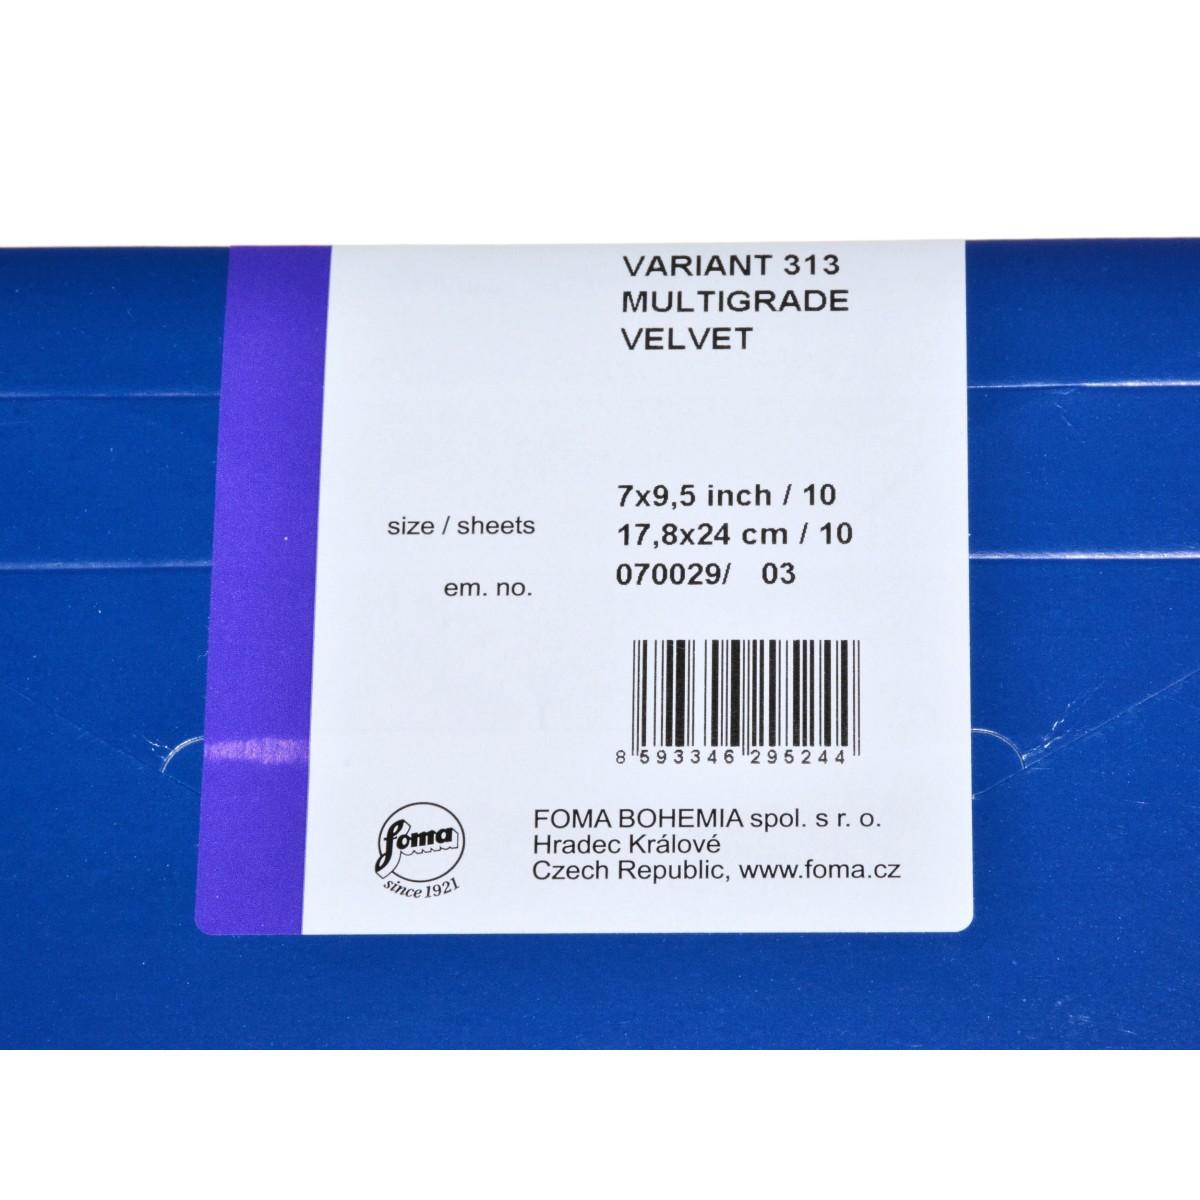 VARIANT 313
MULTIGRADE
VELVET
size / sheets
7x9,5 inch / 10
17,8x24 cm / 10
em. no.
070029/ 03
8 593346 295244
foma
since 1921
FOMA BOHEMIA spol. s r. o.
Hradec Králové
Czech Republic, www.foma.cz